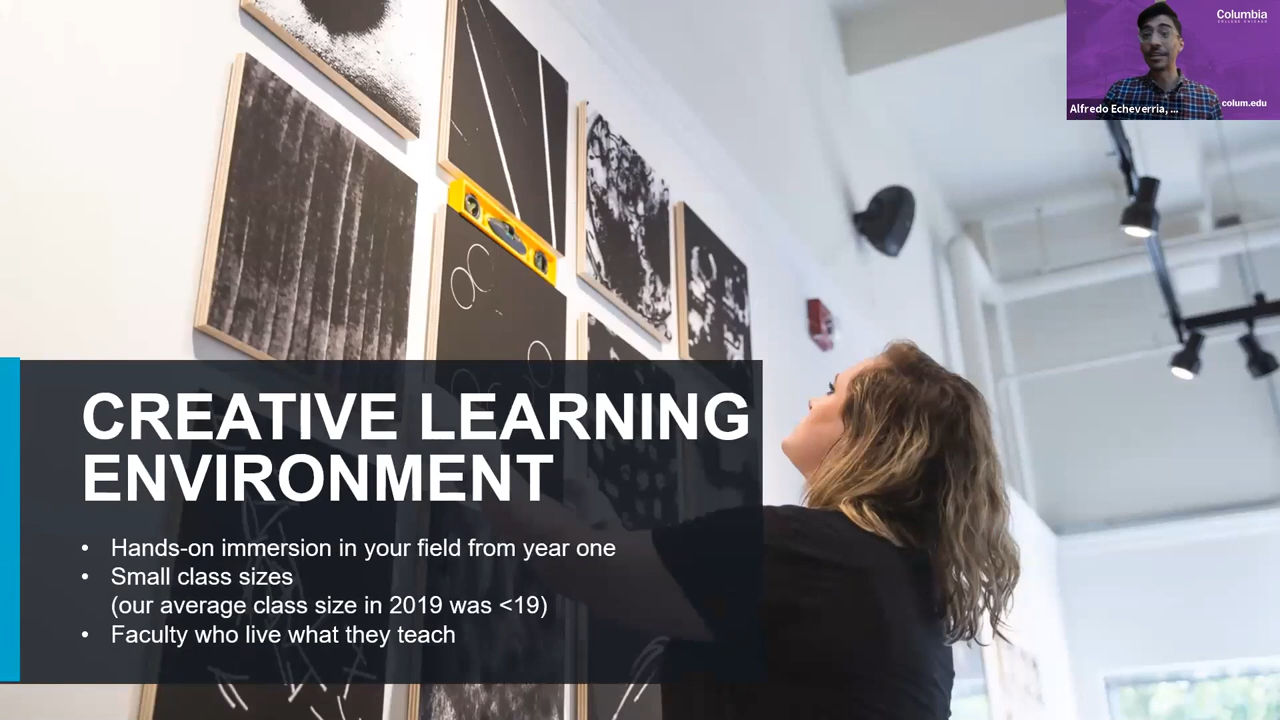 Columbia
COLLEGE CHICAGO
colum.edu
Alfredo Echeverria, ...
CREATIVE LEARNING
ENVIRONMENT
• Hands-on immersion in your field from year one
• Small class sizes
(our average class size in 2019 was <19)
• Faculty who live what they teach